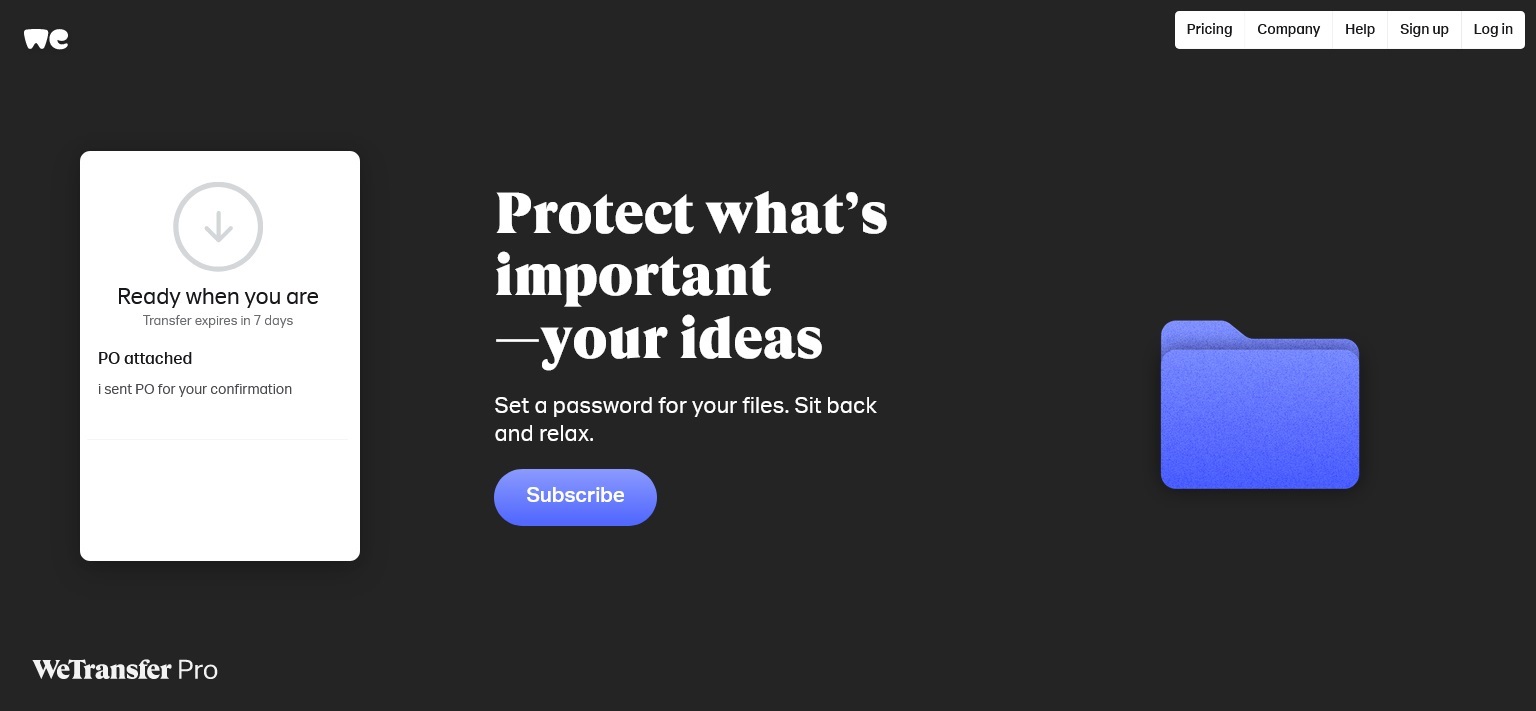 we
Pricing Company Help Sign up Log in
Ready when you are
Transfer expires in 7 days
PO attached
i sent PO for your confirmation
Protect what’s
important
—your ideas
Set a password for your files. Sit back
and relax.
Subscribe
WeTransfer Pro